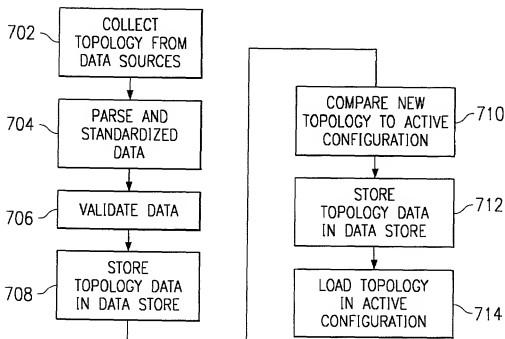 702
COLLECT
TOPOLOGY FROM
DATA SOURCES
704
PARSE AND
STANDARDIZED
DATA
706
VALIDATE DATA
708
STORE
TOPOLOGY DATA
IN DATA STORE
COMPARE NEW
TOPOLOGY TO ACTIVE
CONFIGURATION
710
STORE
TOPOLOGY DATA
IN DATA STORE
712
LOAD TOPOLOGY
IN ACTIVE
CONFIGURATION
714